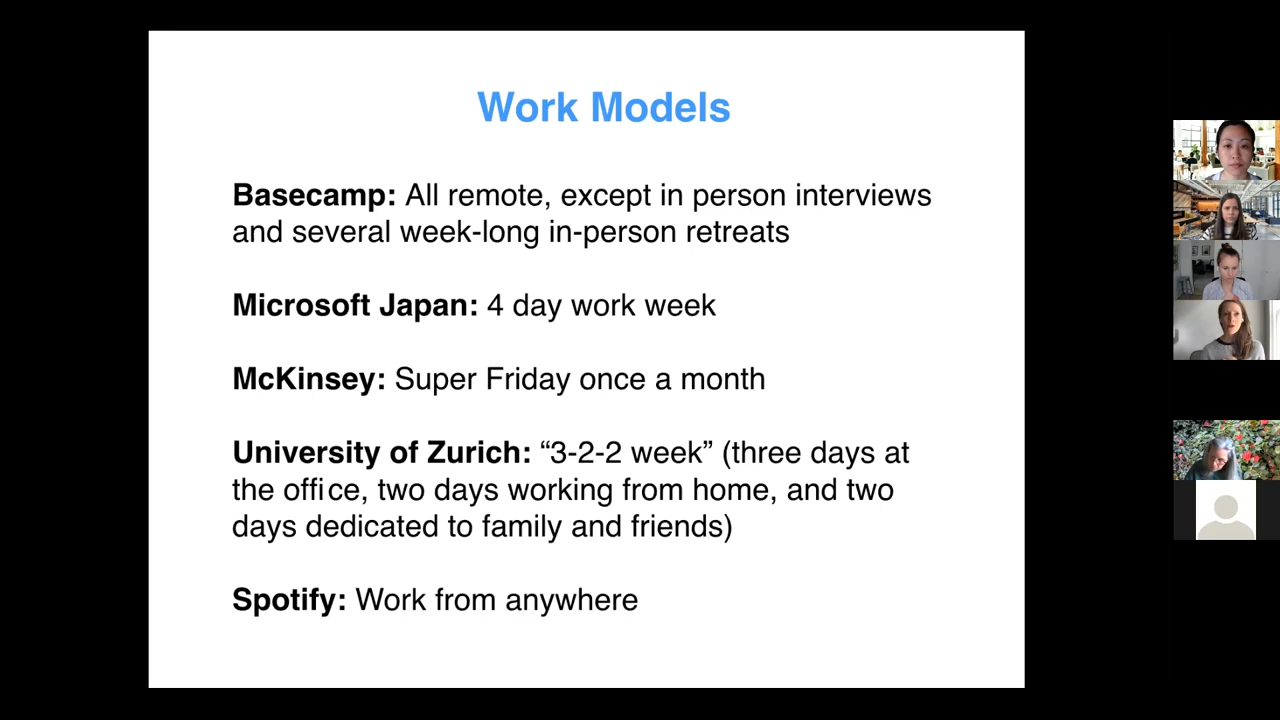 Work Models
Basecamp: All remote, except in person interviews
and several week-long in-person retreats
Microsoft Japan: 4 day work week
McKinsey: Super Friday once a month
University of Zurich: “3-2-2 week” (three days at
the office, two days working from home, and two
days dedicated to family and friends)
Spotify: Work from anywhere